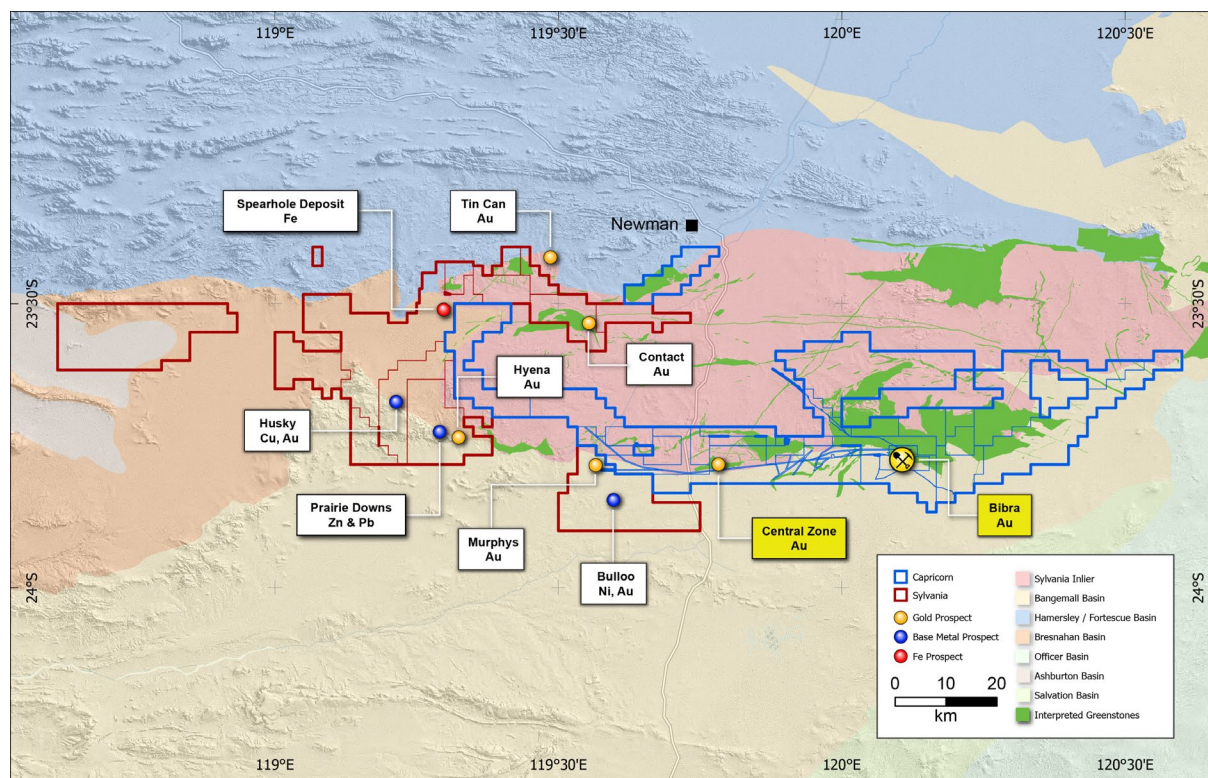 119°E
119°30'E
120°E
120°30'E
Spearhole Deposit
Fe
Tin Can
Au
Newman
23°30'S
23°30'S
Contact
Au
Hyena
Au
Husky
Cu, Au
Prairie Downs
Zn & Pb
Murphys
Au
Bulloo
Ni, Au
Central Zone
Au
Bibra
Au
24°S
24°S
Capricorn
Sylvania
Gold Prospect
Base Metal Prospect
Fe Prospect
0 10 20
km
Sylvania Inlier
Bangemall Basin
Hamersley / Fortescue Basin
Bresnahan Basin
Officer Basin
Ashburton Basin
Salvation Basin
Interpreted Greenstones
119°E
119°30'E
120°E
120°30'E